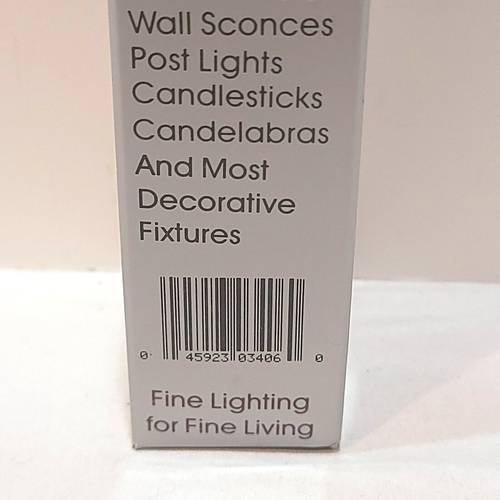 Wall Sconces
Post Lights
Candlesticks
Candelabras
And Most
Decorative
Fixtures
0 45923 03406 0
Fine Lighting
for Fine Living